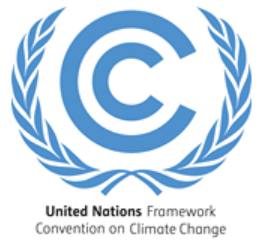 United Nations Framework
Convention on Climate Change